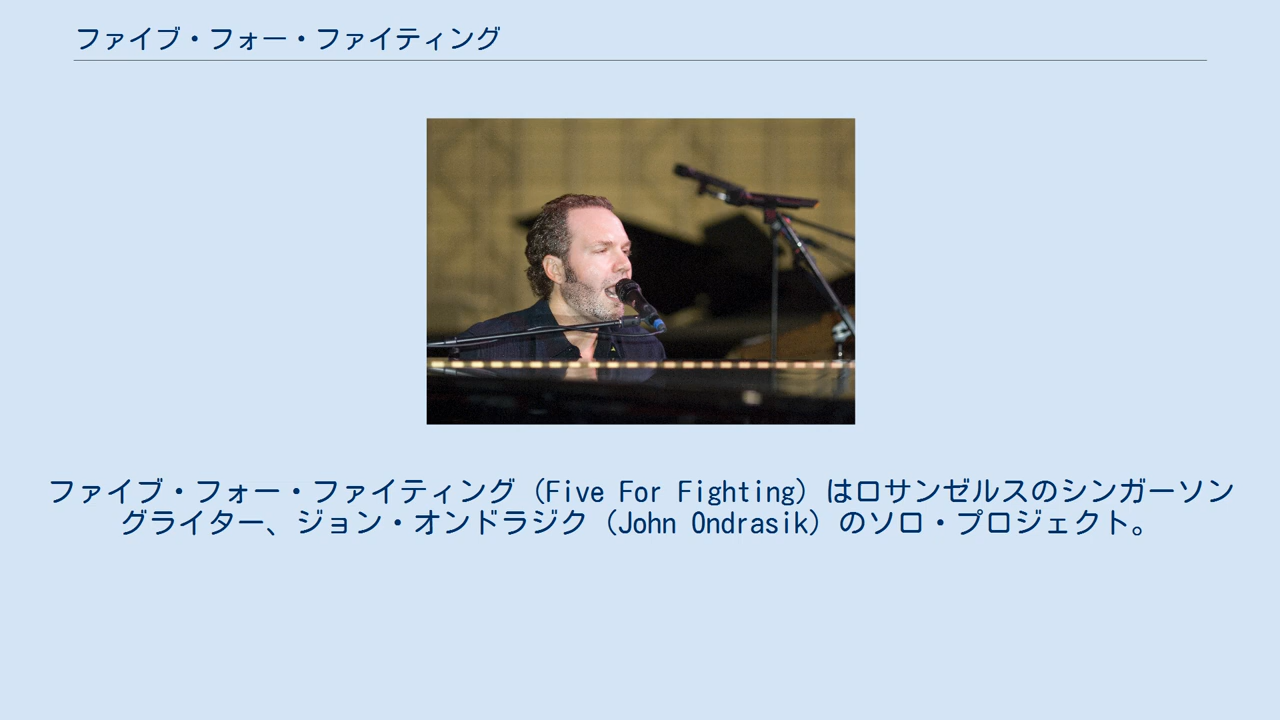 ファイブ・フォー・ファイティング
ファイブ・フォー・ファイティング（Five For Fighting）はロサンゼルスのシンガーソン
グライター、ジョン・オンドラジク（John Ondrasik）のソロ・プロジェクト。